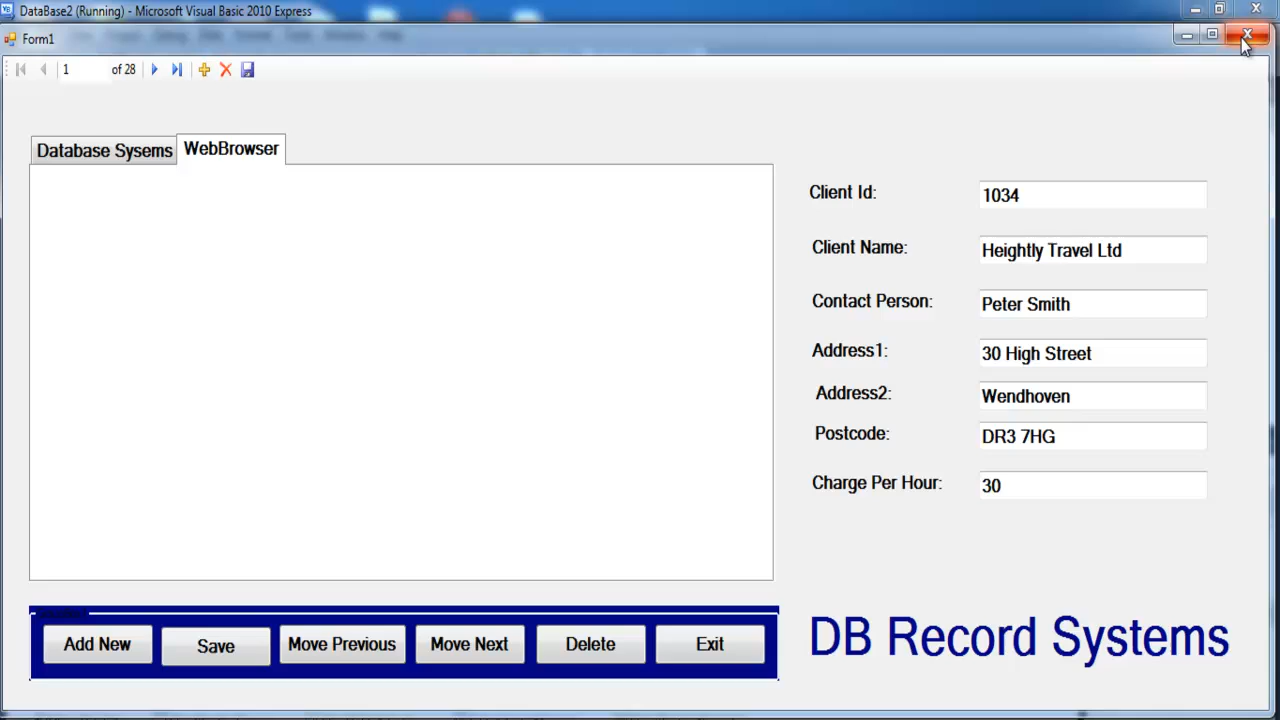 DataBase2 (Running) - Microsoft Visual Basic 2010 Express
Form1
1 of 28
Database Sysems
WebBrowser
Client Id: 1034
Client Name: Heightly Travel Ltd
Contact Person: Peter Smith
Address1: 30 High Street
Address2: Wendhoven
Postcode: DR3 7HG
Charge Per Hour: 30
Add New
Save
Move Previous
Move Next
Delete
Exit
DB Record Systems